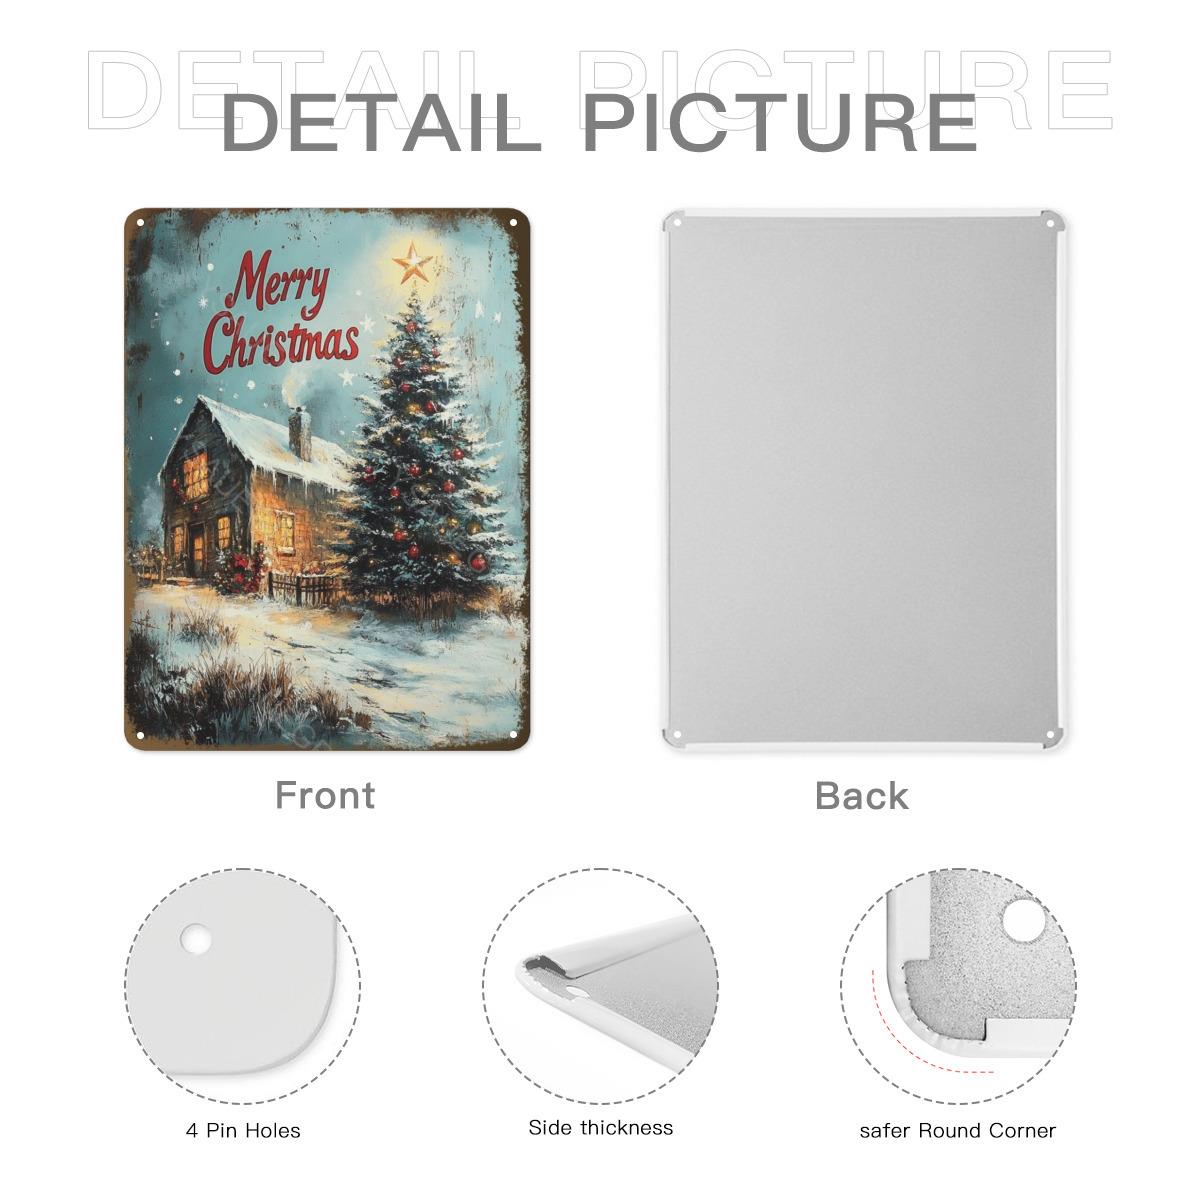 DETAIL PICTURE
DETAIL PICTURE
Merry
Christmas
Front
Back
4 Pin Holes
Side thickness
safer Round Corner